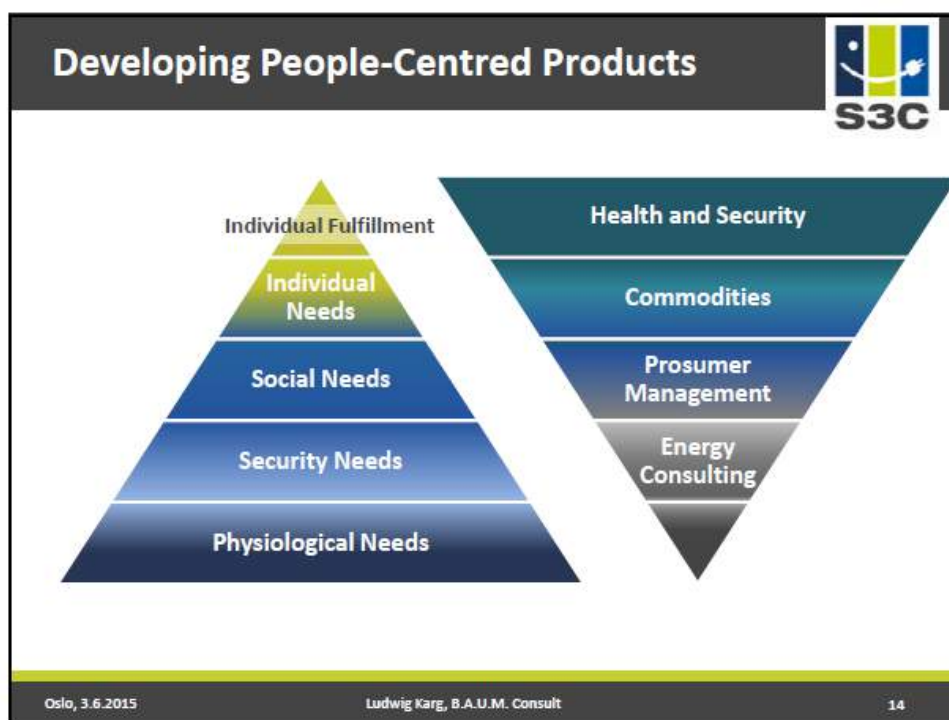 Developing People-Centred Products
S3C
Individual Fulfillment
Individual
Needs
Social Needs
Security Needs
Physiological Needs
Health and Security
Commodities
Prosumer
Management
Energy
Consulting
Oslo, 3.6.2015
Ludwig Karg, B.A.U.M. Consult
14